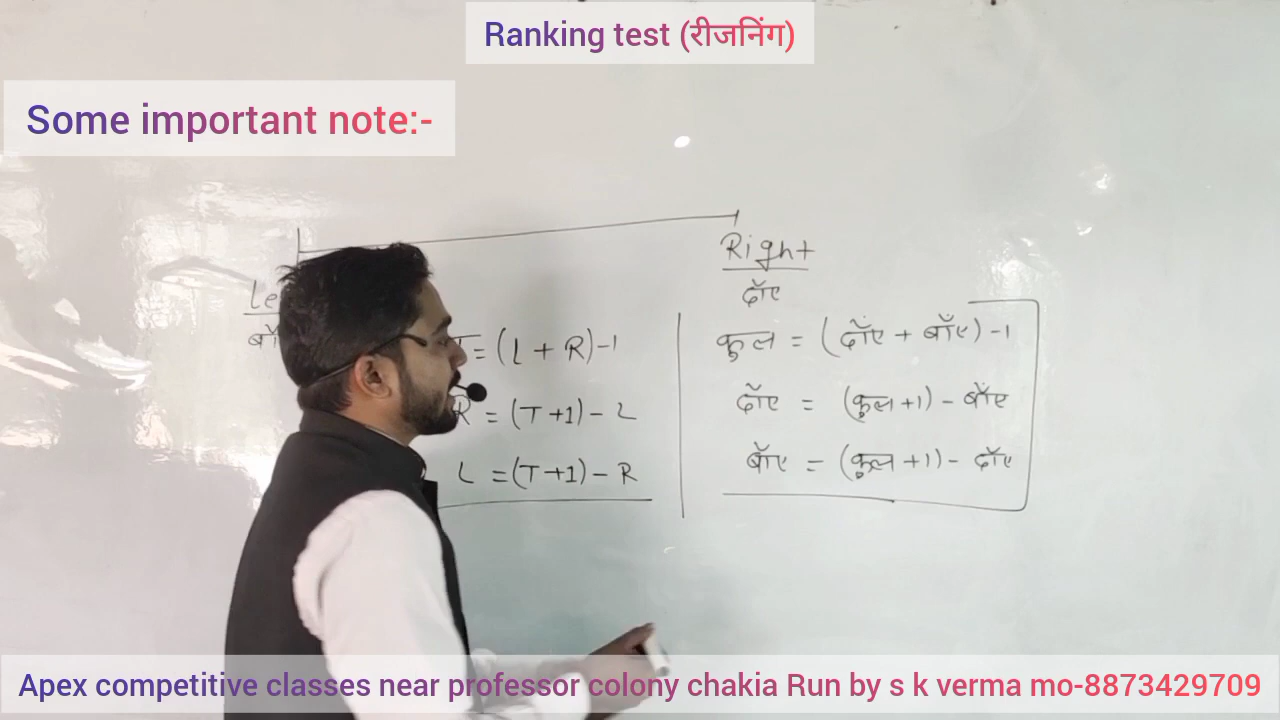 Ranking test (रीजनिंग)
Some important note:-
Right
दाँए
T = (L + R) - 1
R = (T + 1) - L
L = (T + 1) - R
कुल = (दाँए + बाँए) - 1
दाँए = (कुल + 1) - बाँए
बाँए = (कुल + 1) - दाँए
Apex competitive classes near professor colony chakia Run by s k verma mo-8873429709